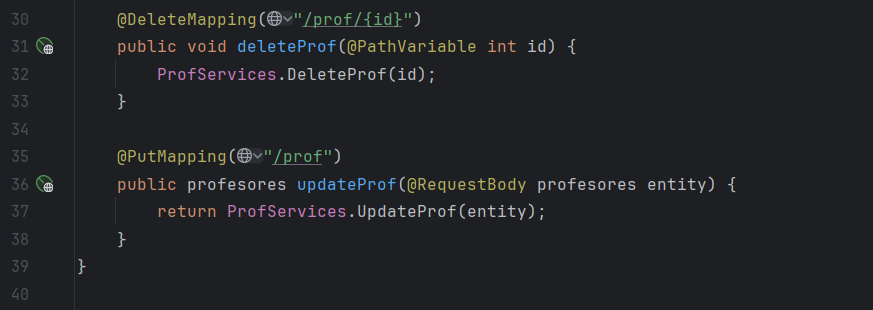 30 @DeleteMapping("/prof/{id}")
31 public void deleteProf(@PathVariable int id) {
32 ProfServices.DeleteProf(id);
33 }
34
35 @PutMapping("/prof")
36 public profesores updateProf(@RequestBody profesores entity) {
37 return ProfServices.UpdateProf(entity);
38 }
39 }
40